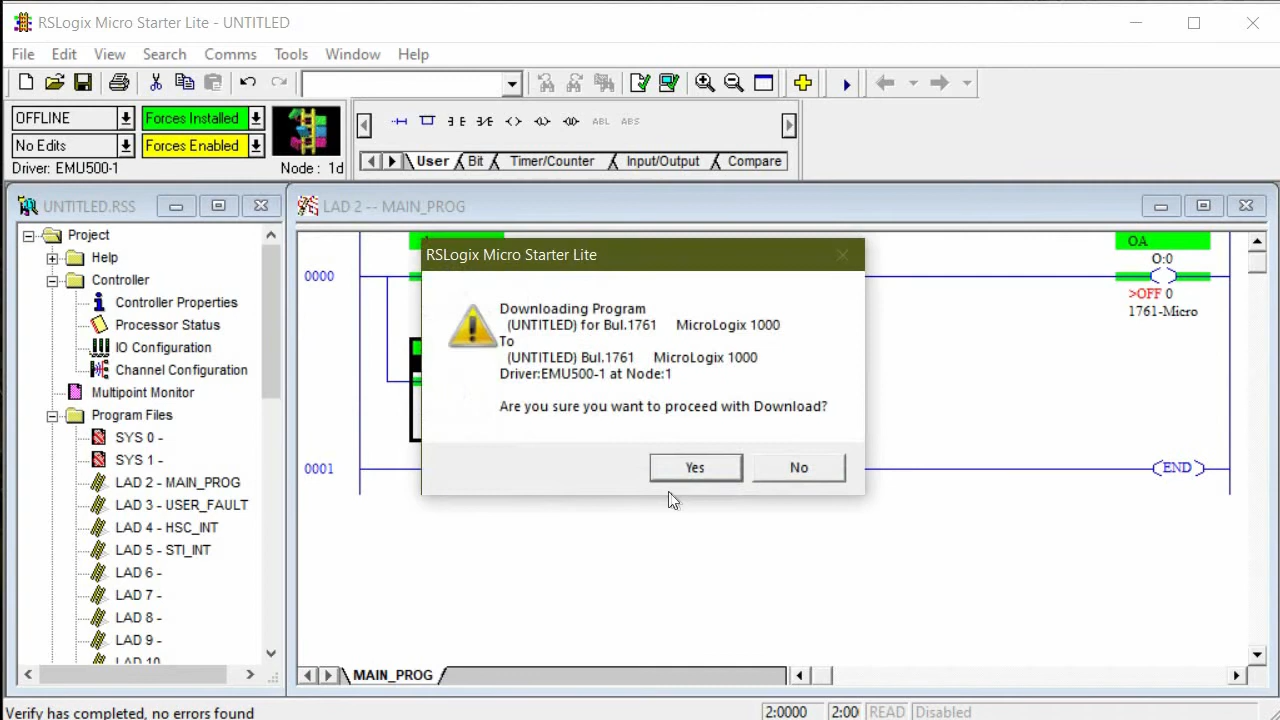 RSLogix Micro Starter Lite - UNTITLED
File Edit View Search Comms Tools Window Help
OFFLINE Forces Installed
No Edits Forces Enabled
Driver: EMU500-1 Node : 1d
ABL ABS
User Bit Timer/Counter Input/Output Compare
UNTITLED.RSS
Project
Help
Controller
Controller Properties
Processor Status
IO Configuration
Channel Configuration
Multipoint Monitor
Program Files
SYS 0 -
SYS 1 -
LAD 2 - MAIN_PROG
LAD 3 - USER_FAULT
LAD 4 - HSC_INT
LAD 5 - STI_INT
LAD 6 -
LAD 7 -
LAD 8 -
LAD 9 -
LAD 10
LAD 2 -- MAIN_PROG
0000
OA
O:0
>OFF 0
1761-Micro
0001
END
MAIN_PROG
RSLogix Micro Starter Lite
Downloading Program
(UNTITLED) for Bul.1761 MicroLogix 1000
To
(UNTITLED) Bul.1761 MicroLogix 1000
Driver:EMU500-1 at Node:1
Are you sure you want to proceed with Download?
Yes No
Verify has completed, no errors found 2:0000 2:00 READ Disabled